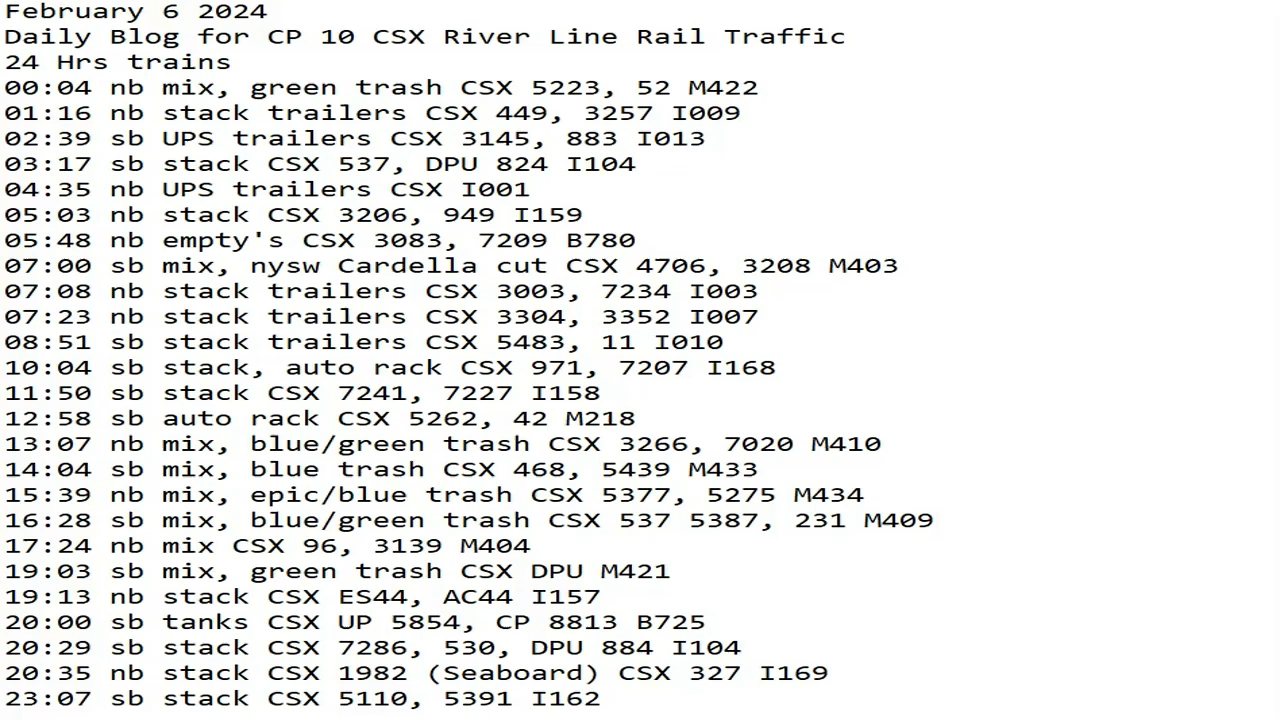 February 6 2024
Daily Blog for CP 10 CSX River Line Rail Traffic
24 Hrs trains
00:04 nb mix, green trash CSX 5223, 52 M422
01:16 nb stack trailers CSX 449, 3257 I009
02:39 sb UPS trailers CSX 3145, 883 I013
03:17 sb stack CSX 537, DPU 824 I104
04:35 nb UPS trailers CSX I001
05:03 nb stack CSX 3206, 949 I159
05:48 nb empty's CSX 3083, 7209 B780
07:00 sb mix, nysw Cardella cut CSX 4706, 3208 M403
07:08 nb stack trailers CSX 3003, 7234 I003
07:23 nb stack trailers CSX 3304, 3352 I007
08:51 sb stack trailers CSX 5483, 11 I010
10:04 sb stack, auto rack CSX 971, 7207 I168
11:50 sb stack CSX 7241, 7227 I158
12:58 sb auto rack CSX 5262, 42 M218
13:07 nb mix, blue/green trash CSX 3266, 7020 M410
14:04 sb mix, blue trash CSX 468, 5439 M433
15:39 nb mix, epic/blue trash CSX 5377, 5275 M434
16:28 sb mix, blue/green trash CSX 537 5387, 231 M409
17:24 nb mix CSX 96, 3139 M404
19:03 sb mix, green trash CSX DPU M421
19:13 nb stack CSX ES44, AC44 I157
20:00 sb tanks CSX UP 5854, CP 8813 B725
20:29 sb stack CSX 7286, 530, DPU 884 I104
20:35 nb stack CSX 1982 (Seaboard) CSX 327 I169
23:07 sb stack CSX 5110, 5391 I162